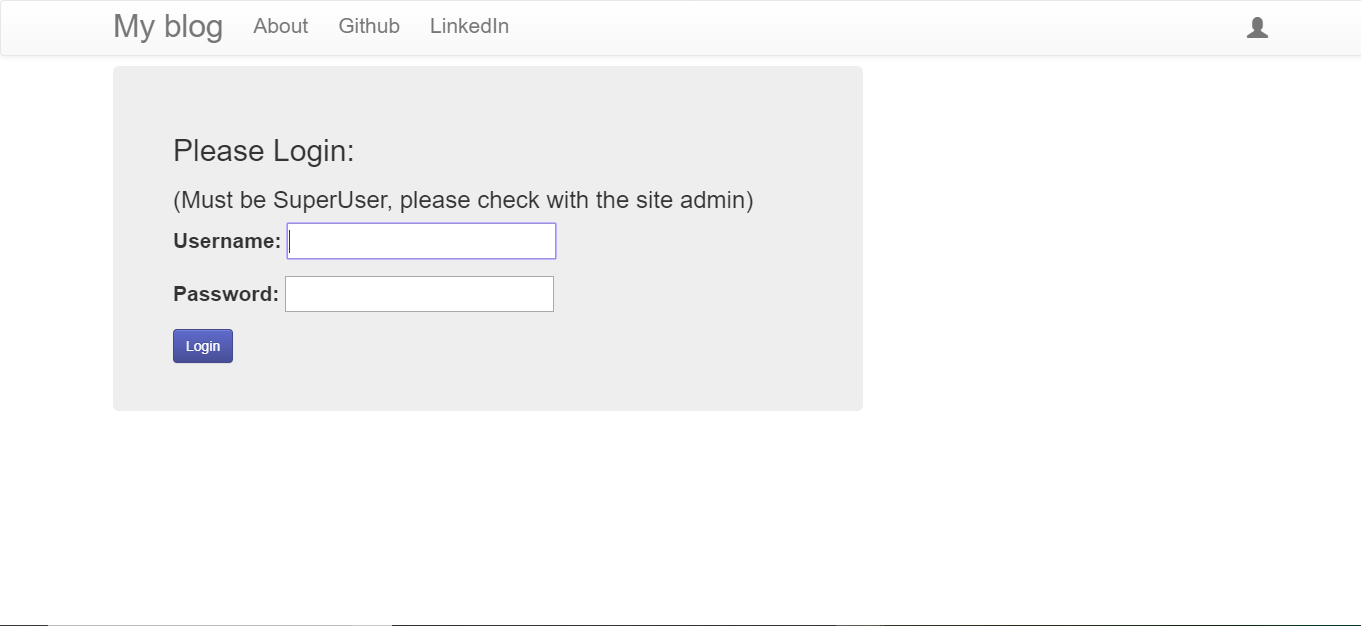 My blog About Github LinkedIn
Please Login:
(Must be SuperUser, please check with the site admin)
Username:
Password:
Login